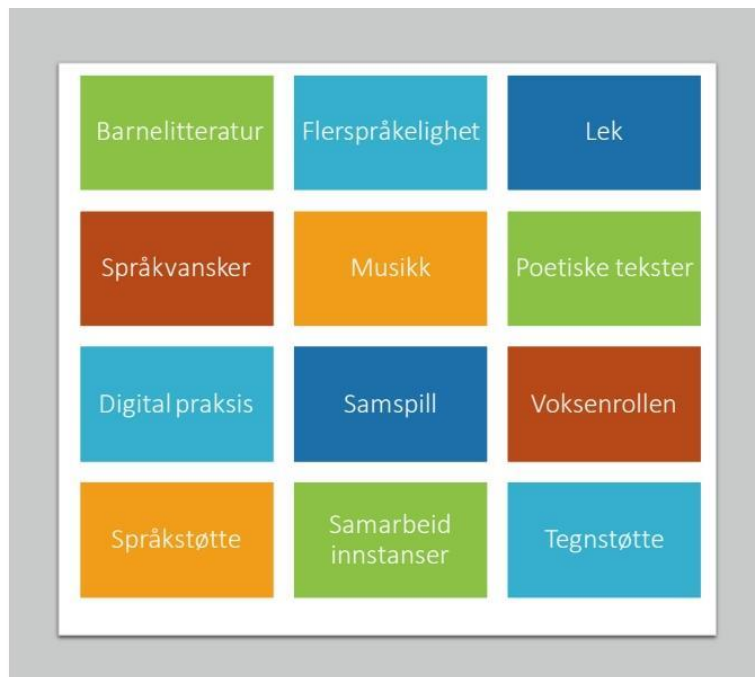 Barnelitteratur
Flerspråkelighet
Lek
Språkvansker
Musikk
Poetiske tekster
Digital praksis
Samspill
Voksenrollen
Språkstøtte
Samarbeid
innstanser
Tegnstøtte